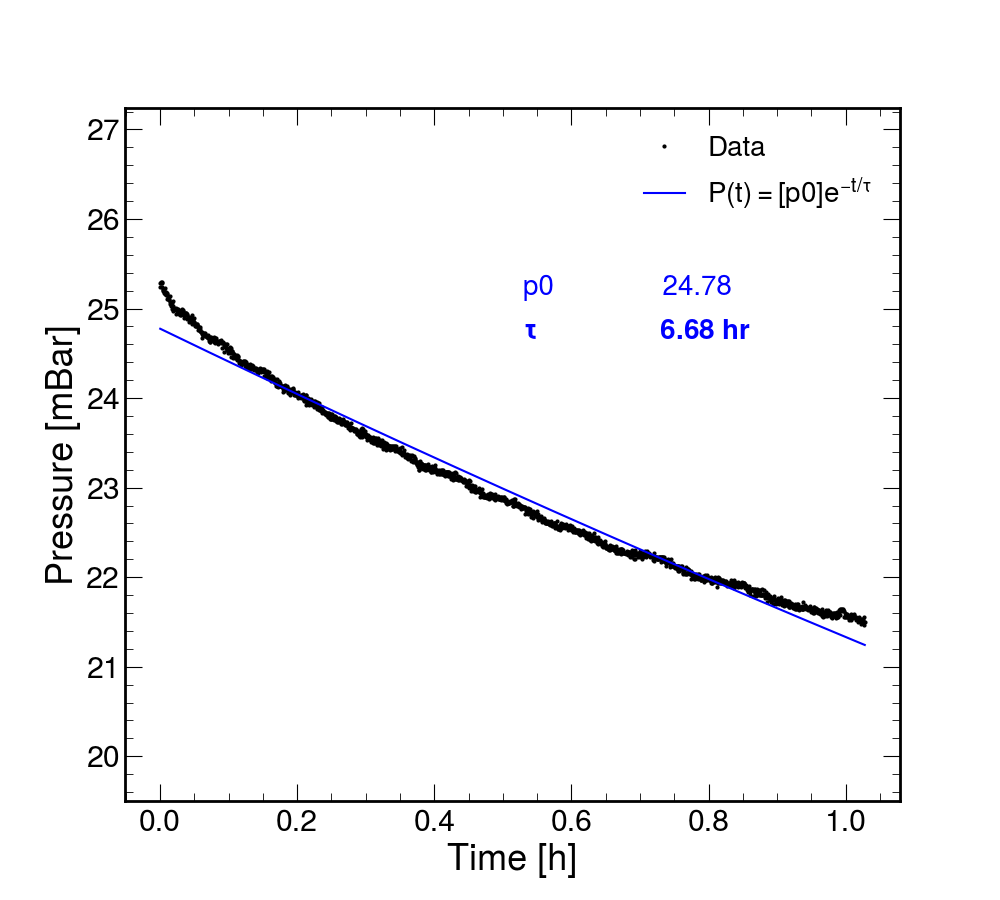 Data
P(t) = [p0]e^{−t/τ}
p0 24.78
τ 6.68 hr
Pressure [mBar]
27
26
25
24
23
22
21
20
0.0 0.2 0.4 0.6 0.8 1.0
Time [h]